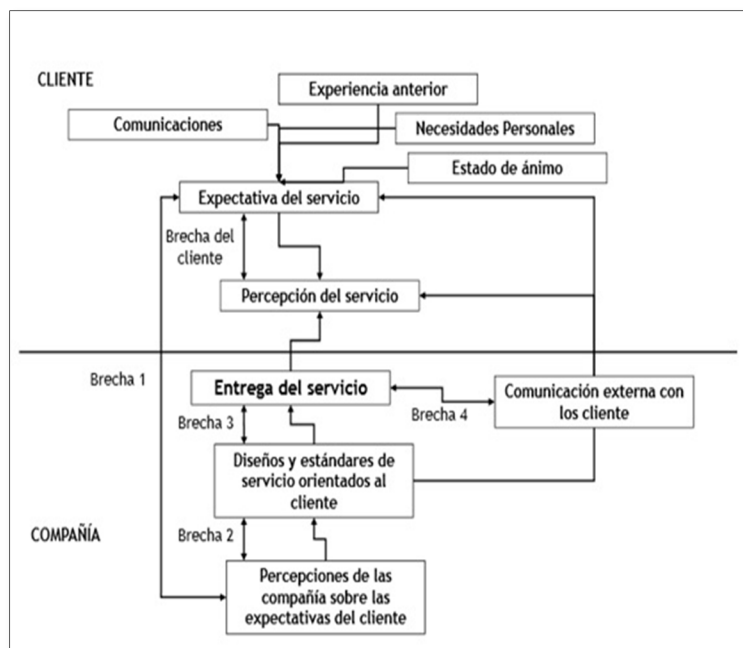 CLIENTE
Experiencia anterior
Comunicaciones
Necesidades Personales
Estado de ánimo
Expectativa del servicio
Brecha del
cliente
Percepción del servicio
Brecha 1
Entrega del servicio
Comunicación externa con
los cliente
Brecha 4
Brecha 3
Diseños y estándares de
servicio orientados al
cliente
COMPAÑÍA
Brecha 2
Percepciones de las
compañía sobre las
expectativas del cliente